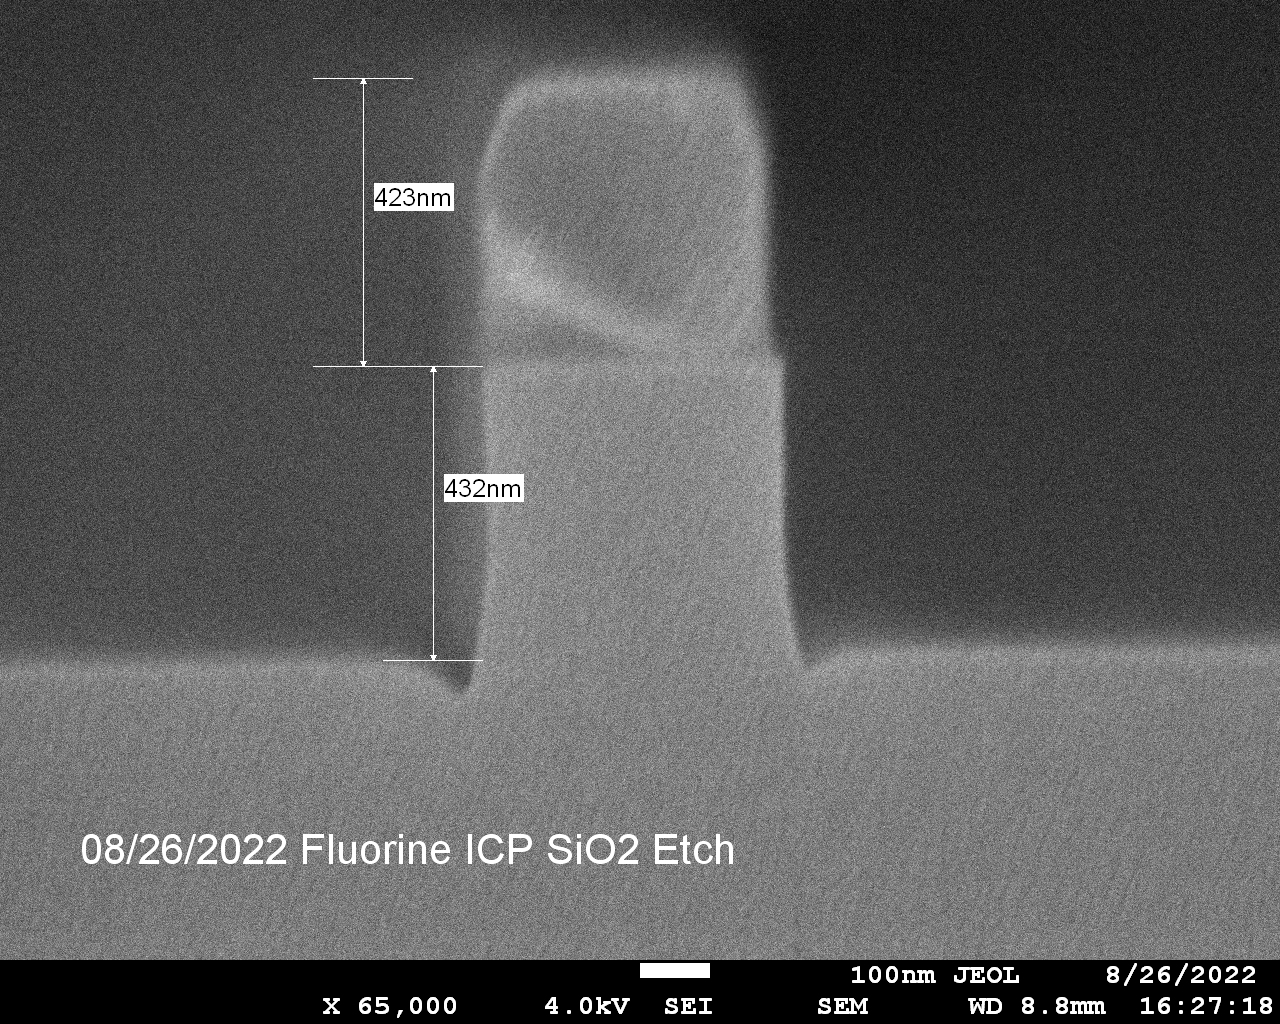 423nm
432nm
08/26/2022 Fluorine ICP SiO2 Etch
100nm JEOL 8/26/2022
X 65,000 4.0kV SEI SEM WD 8.8mm 16:27:18